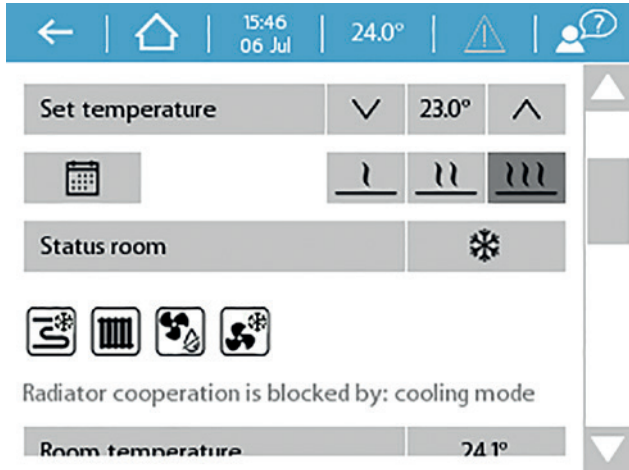 15:46
06 Jul
24.0°
?
Set temperature
23.0°
Status room
Radiator cooperation is blocked by: cooling mode
Room temperature
24.1°